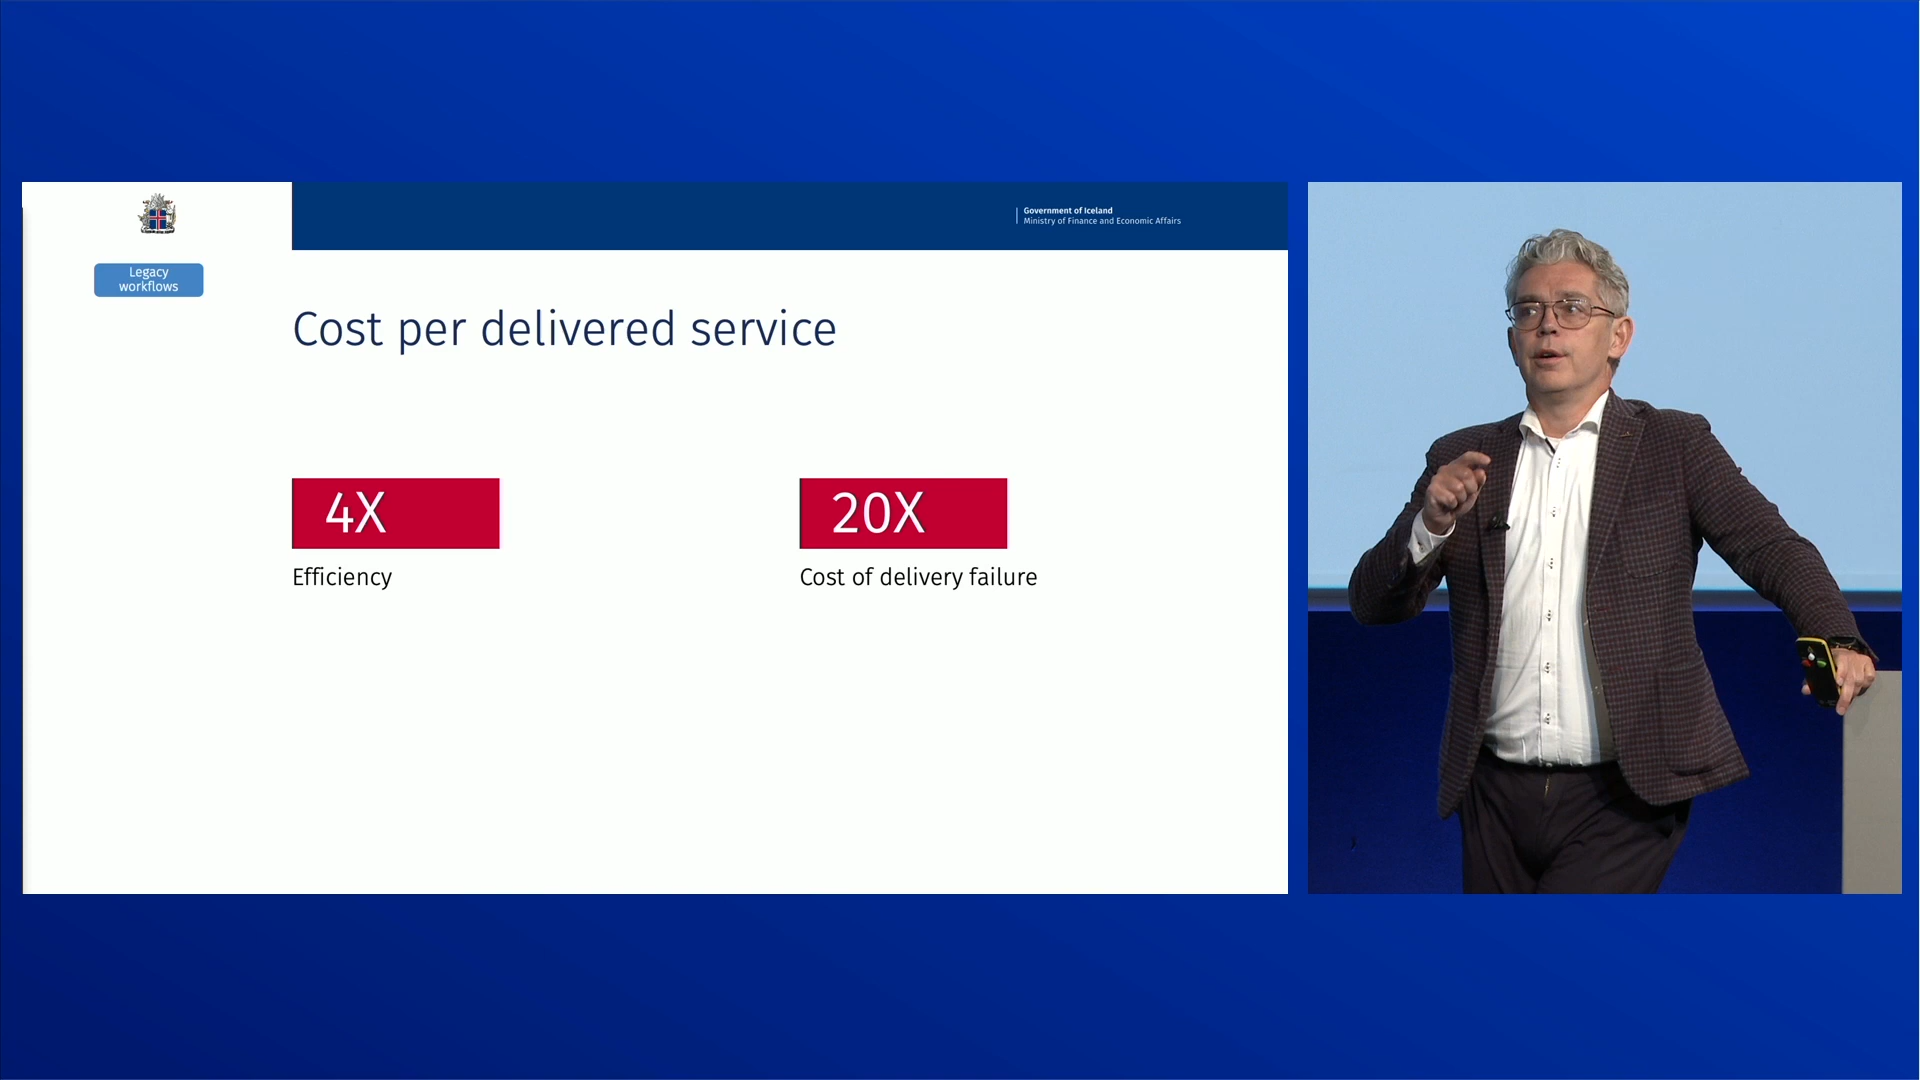 Government of Iceland
Ministry of Finance and Economic Affairs
Legacy
workflows
Cost per delivered service
4X
20X
Efficiency
Cost of delivery failure